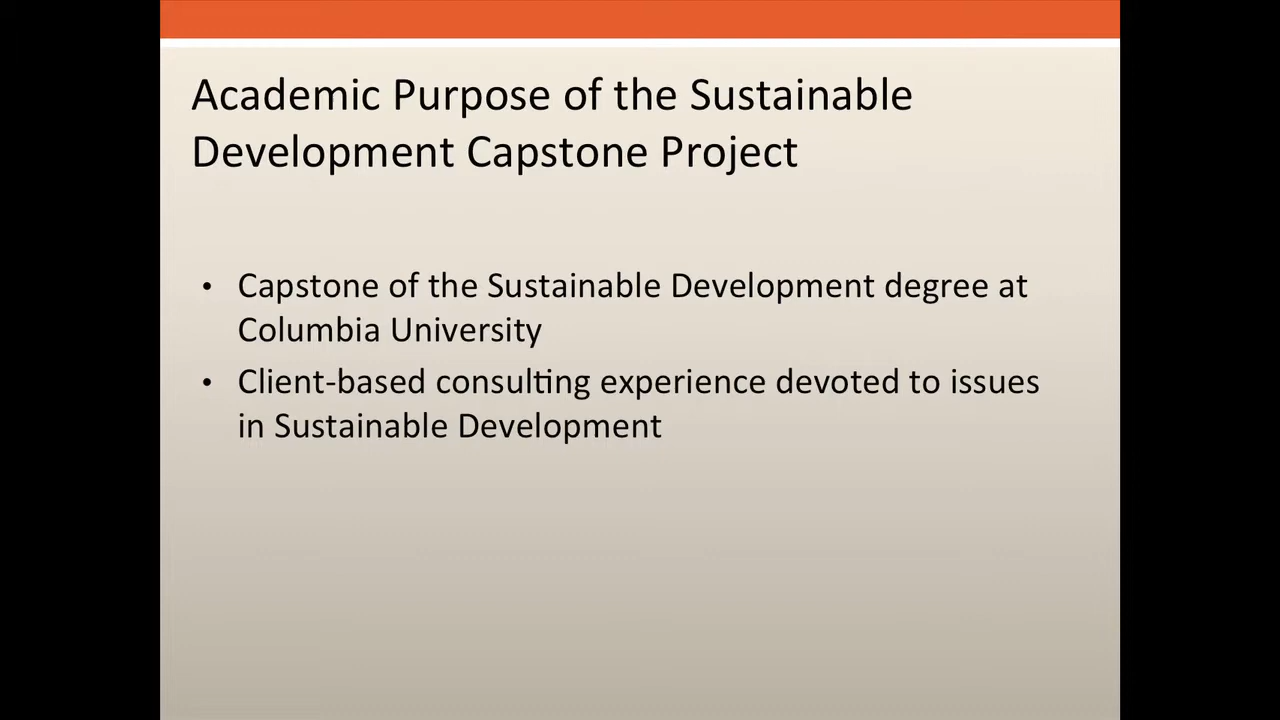 Academic Purpose of the Sustainable
Development Capstone Project
• Capstone of the Sustainable Development degree at
Columbia University
• Client-based consulting experience devoted to issues
in Sustainable Development